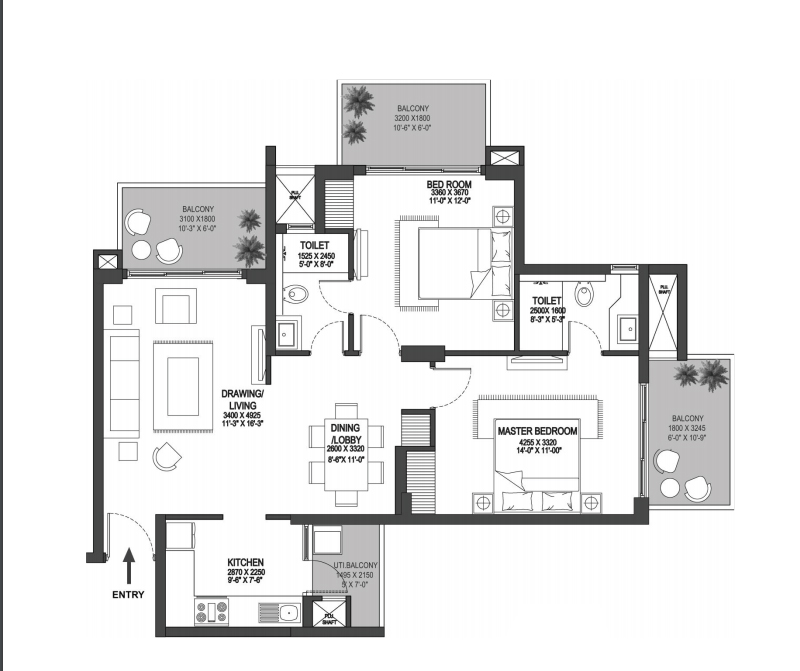 BALCONY
3200 X1800
10'-6" X 6'-0"
BED ROOM
3360 X 3670
11'-0" X 12'-0"
PLU.
SHAFT
BALCONY
3100 X1800
10'-3" X 6'-0"
TOILET
1525 X 2450
5'-0" X 8'-0"
PLU.
SHAFT
TOILET
2500X 1600
8'-3" X 5'-3"
DRAWING/
LIVING
3400 X 4925
11'-3" X 16'-3"
DINING
/LOBBY
2600 X 3320
8'-6"X 11'-0"
MASTER BEDROOM
4255 X 3320
14'-0" X 11'-00"
BALCONY
1800 X 3245
6'-0" X 10'-9"
KITCHEN
2870 X 2250
9'-6" X 7'-6"
UTI.BALCONY
1495 X 2150
5' X 7'-0"
PLU.
SHAFT
ENTRY